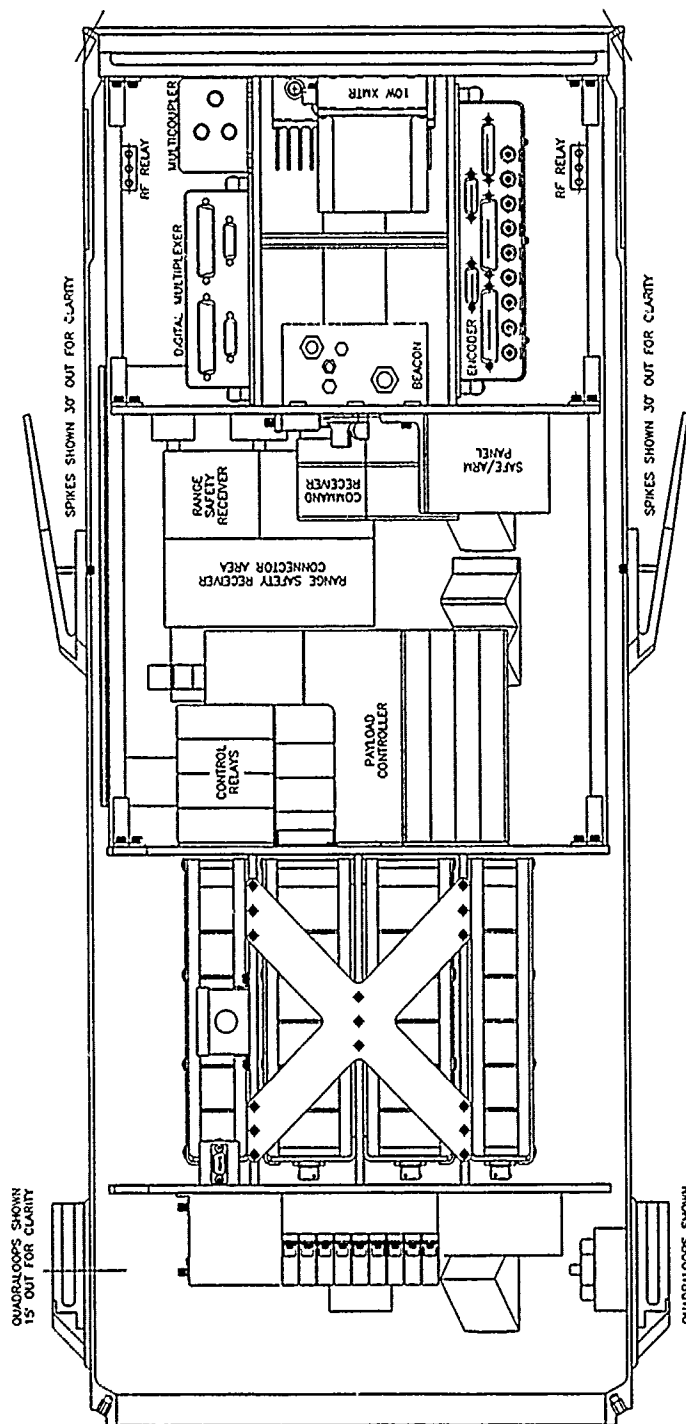 MULTICOUPLER
10W XMTR
RF RELAY
RF RELAY
DIGITAL MULTIPLEXER
ENCODER
BEACON
SPIKES SHOWN 30° OUT FOR CLARITY
SPIKES SHOWN 30° OUT FOR CLARITY
RANGE
SAFETY
RECEIVER
COMMAND
RECEIVER
SAFE/ARM
PANEL
RANGE SAFETY RECEIVER
CONNECTOR AREA
CONTROL
RELAYS
PAYLOAD
CONTROLLER
QUADRALOOPS SHOWN
15° OUT FOR CLARITY
QUADRALOOPS SHOWN